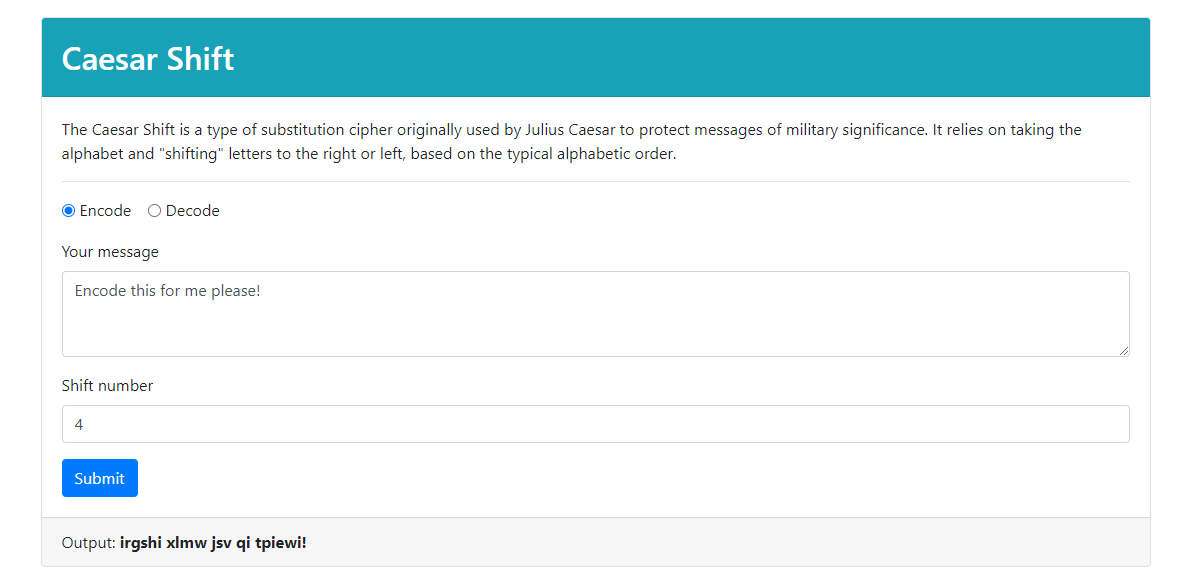 Caesar Shift
The Caesar Shift is a type of substitution cipher originally used by Julius Caesar to protect messages of military significance. It relies on taking the
alphabet and "shifting" letters to the right or left, based on the typical alphabetic order.
Encode Decode
Your message
Encode this for me please!
Shift number
4
Submit
Output: irgshi xlmw jsv qi tpiewi!